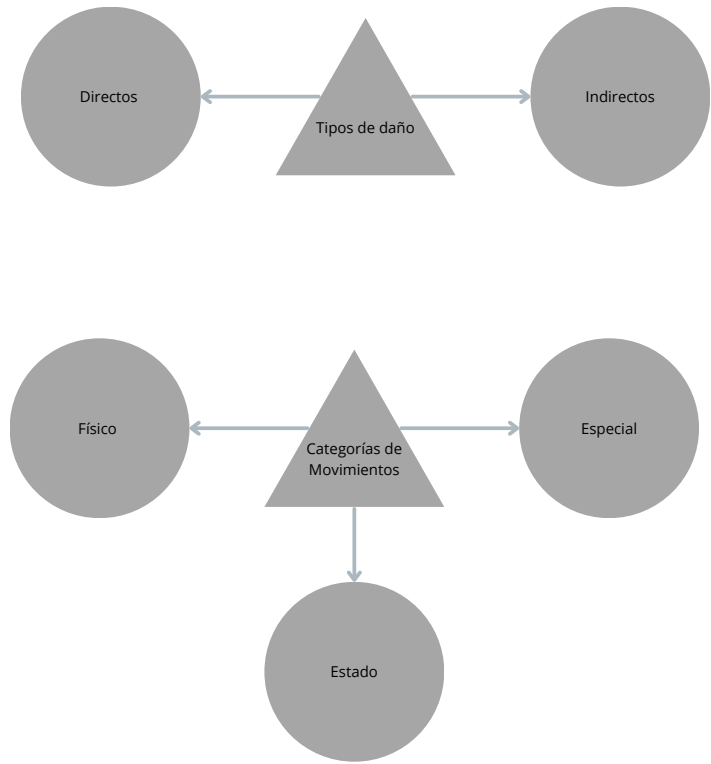 Directos
Tipos de daño
Indirectos
Físico
Categorías de
Movimientos
Especial
Estado